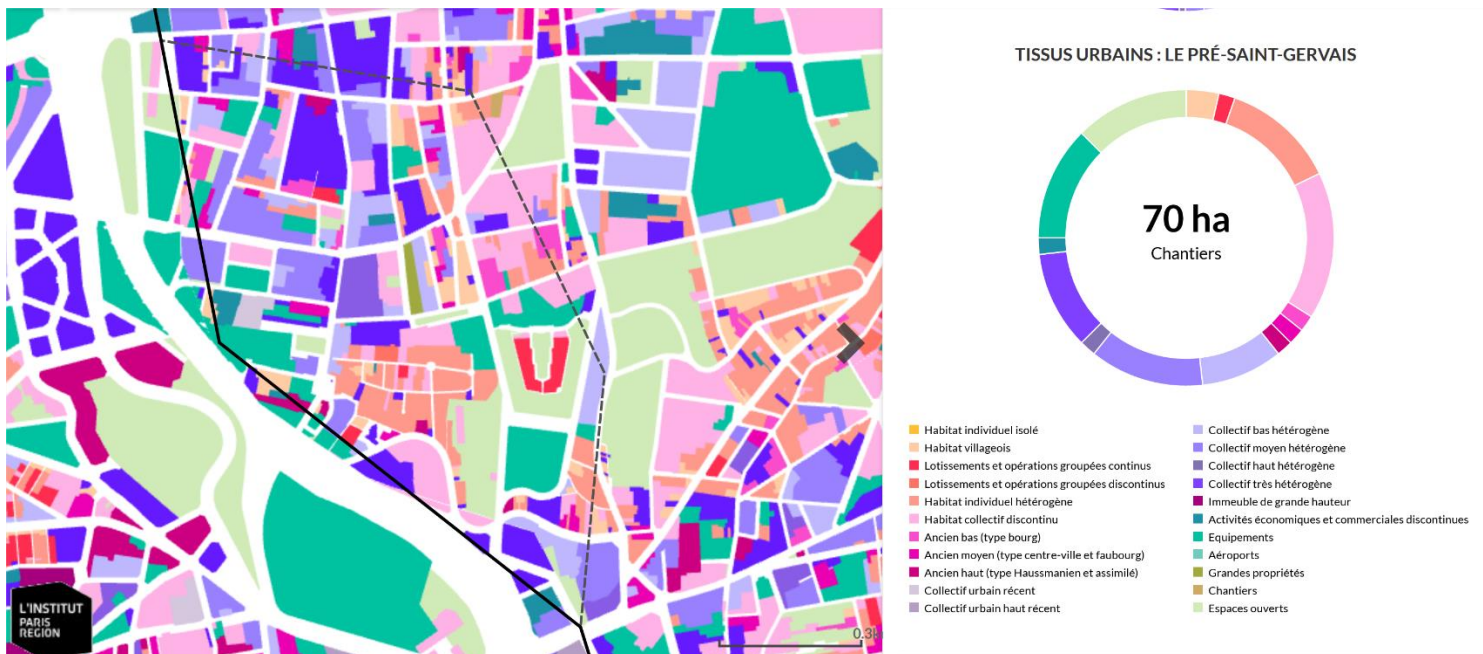 TISSUS URBAINS : LE PRÉ-SAINT-GERVAIS
70 ha
Chantiers
Habitat individuel isolé
Habitat villageois
Lotissements et opérations groupées continus
Lotissements et opérations groupées discontinus
Habitat individuel hétérogène
Habitat collectif discontinu
Ancien bas (type bourg)
Ancien moyen (type centre-ville et faubourg)
Ancien haut (type Haussmanien et assimilé)
Collectif urbain récent
Collectif urbain haut récent
Collectif bas hétérogène
Collectif moyen hétérogène
Collectif haut hétérogène
Collectif très hétérogène
Immeuble de grande hauteur
Activités économiques et commerciales discontinues
Equipements
Aéroports
Grandes propriétés
Chantiers
Espaces ouverts
L'INSTITUT
PARIS
REGION